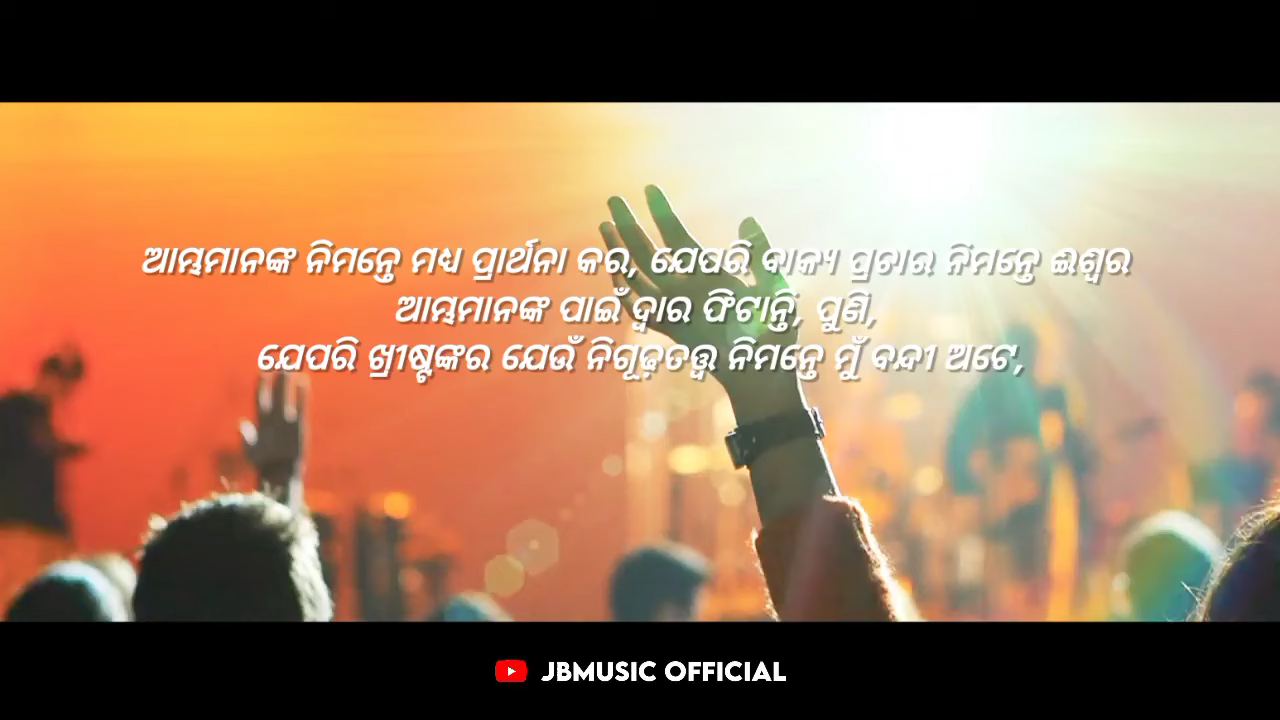 ଆମ୍ଭମାନଙ୍କ ନିମନ୍ତେ ମଧ୍ୟ ପ୍ରାର୍ଥନା କର, ଯେପରି ବାକ୍ୟ ପ୍ରଚାର ନିମନ୍ତେ ଈଶ୍ୱର
ଆମ୍ଭମାନଙ୍କ ପାଇଁ ଦ୍ୱାର ଫିଟାନ୍ତି, ପୁଣି,
ଯେପରି ଖ୍ରୀଷ୍ଟଙ୍କର ଯେଉଁ ନିଗୂଢ଼ତତ୍ତ୍ୱ ନିମନ୍ତେ ମୁଁ ବନ୍ଦୀ ଅଟେ,
JBMUSIC OFFICIAL